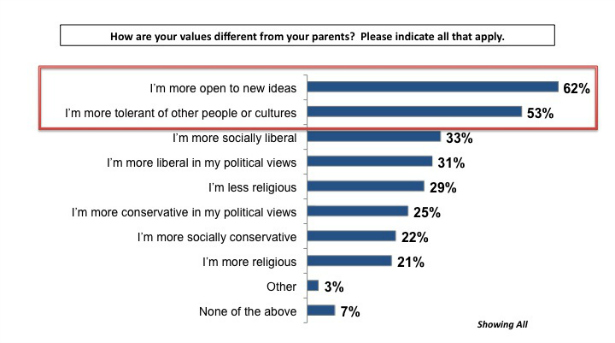 How are your values different from your parents? Please indicate all that apply.
I'm more open to new ideas 62%
I'm more tolerant of other people or cultures 53%
I'm more socially liberal 33%
I'm more liberal in my political views 31%
I'm less religious 29%
I'm more conservative in my political views 25%
I'm more socially conservative 22%
I'm more religious 21%
Other 3%
None of the above 7%
Showing All